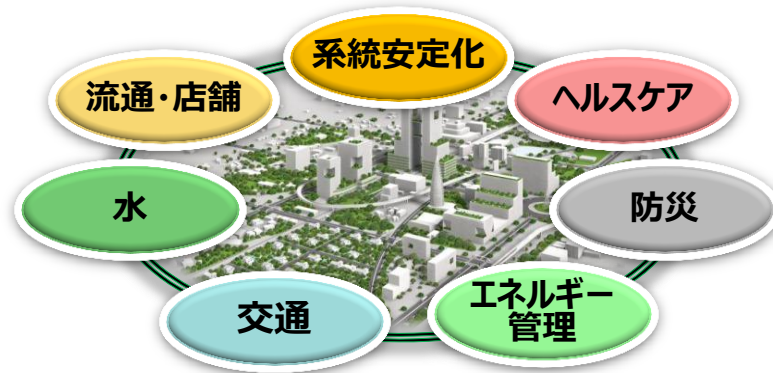 系統安定化
流通・店舗
ヘルスケア
水
防災
交通
エネルギー
管理